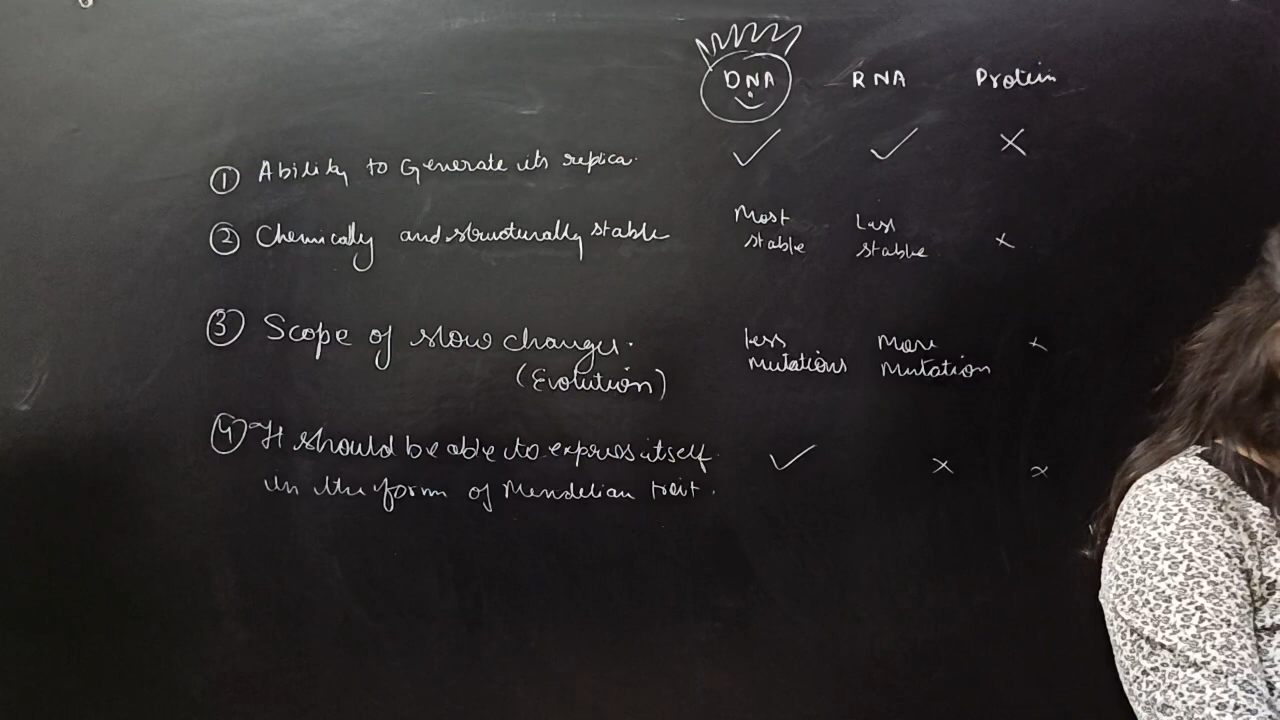 DNA RNA Protein
① Ability to Generate its replica. ✓ ✓ ✗
② Chemically and structurally stable Most stable Less stable ✗
③ Scope of slow changes. Less Mutations More Mutation ✗
(Evolution)
④ It should be able to express itself ✓ ✗ ✗
in the form of Mendelian trait.